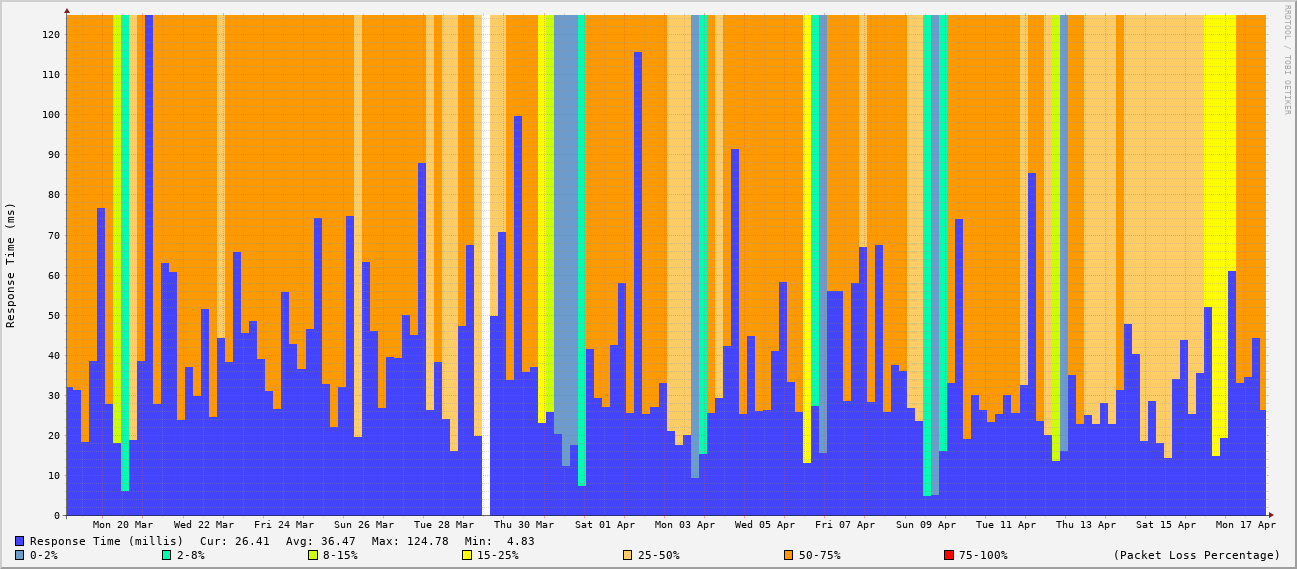 RRDTOOL / TOBI OETIKER
Response Time (ms)
120
110
100
90
80
70
60
50
40
30
20
10
0
Mon 20 Mar Wed 22 Mar Fri 24 Mar Sun 26 Mar Tue 28 Mar Thu 30 Mar Sat 01 Apr Mon 03 Apr Wed 05 Apr Fri 07 Apr Sun 09 Apr Tue 11 Apr Thu 13 Apr Sat 15 Apr Mon 17 Apr
Response Time (millis) Cur: 26.41 Avg: 36.47 Max: 124.78 Min: 4.83
0-2% 2-8% 8-15% 15-25% 25-50% 50-75% 75-100% (Packet Loss Percentage)